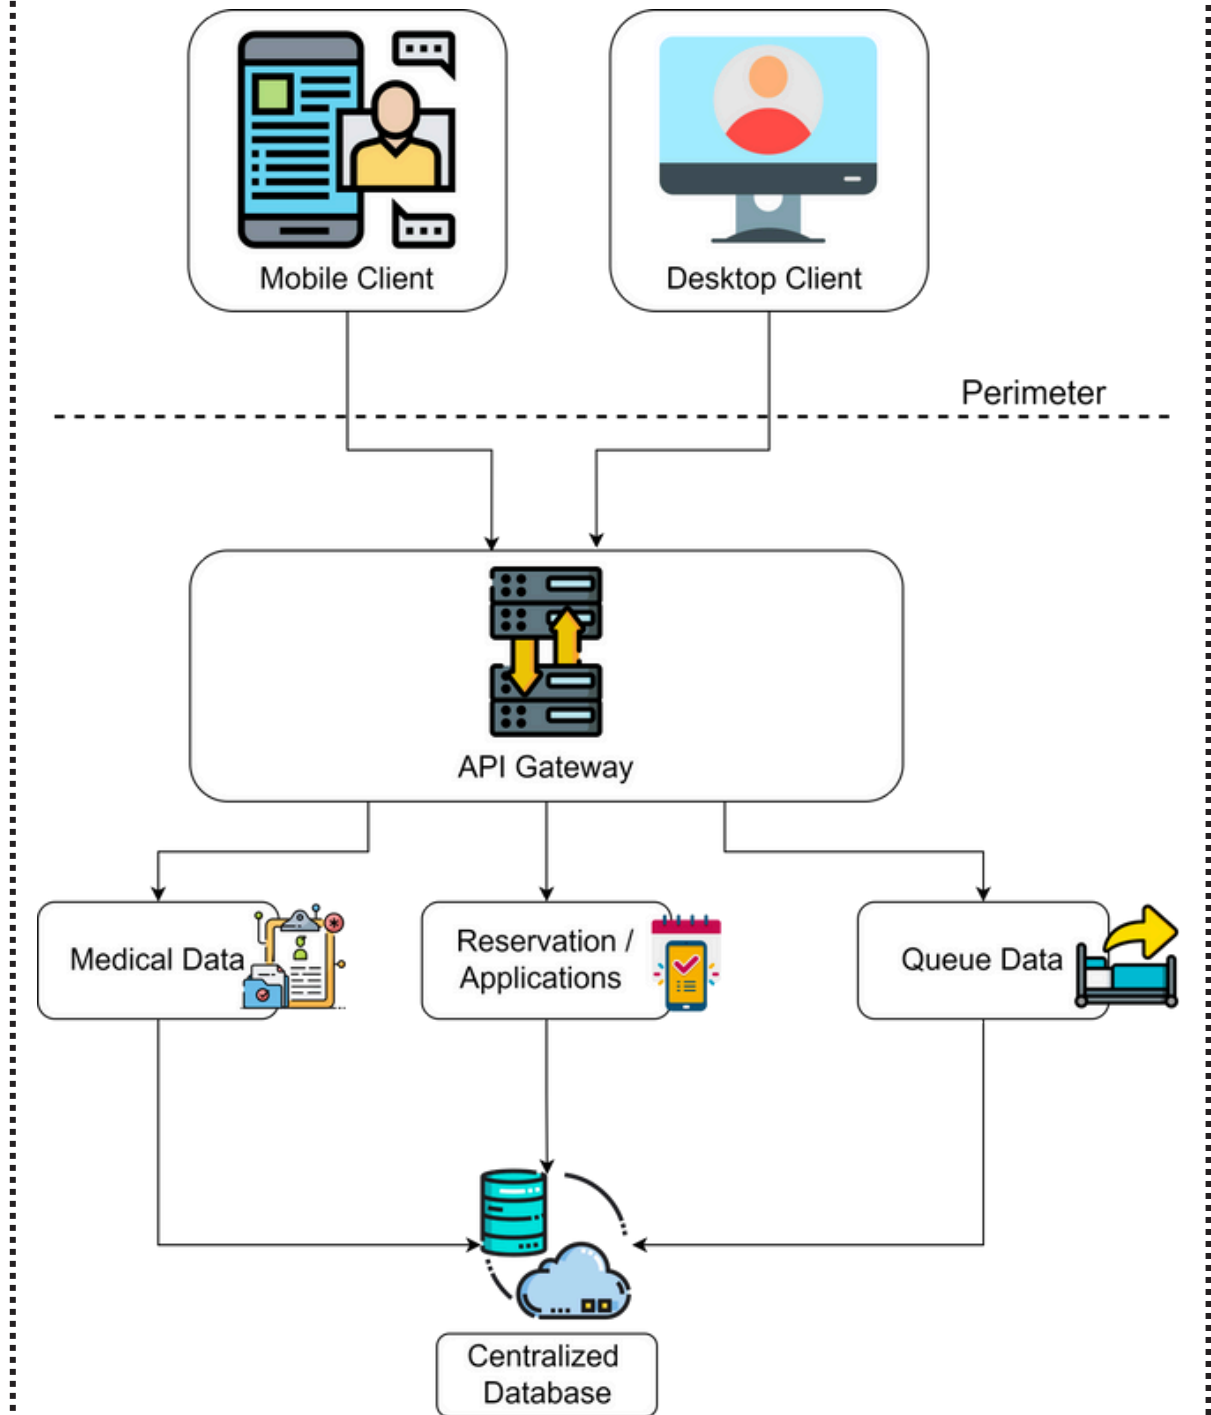 Mobile Client
Desktop Client
Perimeter
API Gateway
Medical Data
Reservation /
Applications
Queue Data
Centralized
Database